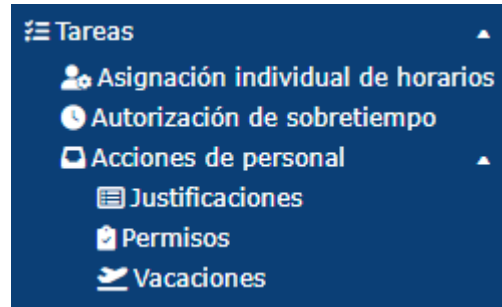 Tareas
Asignación individual de horarios
Autorización de sobretiempo
Acciones de personal
Justificaciones
Permisos
Vacaciones